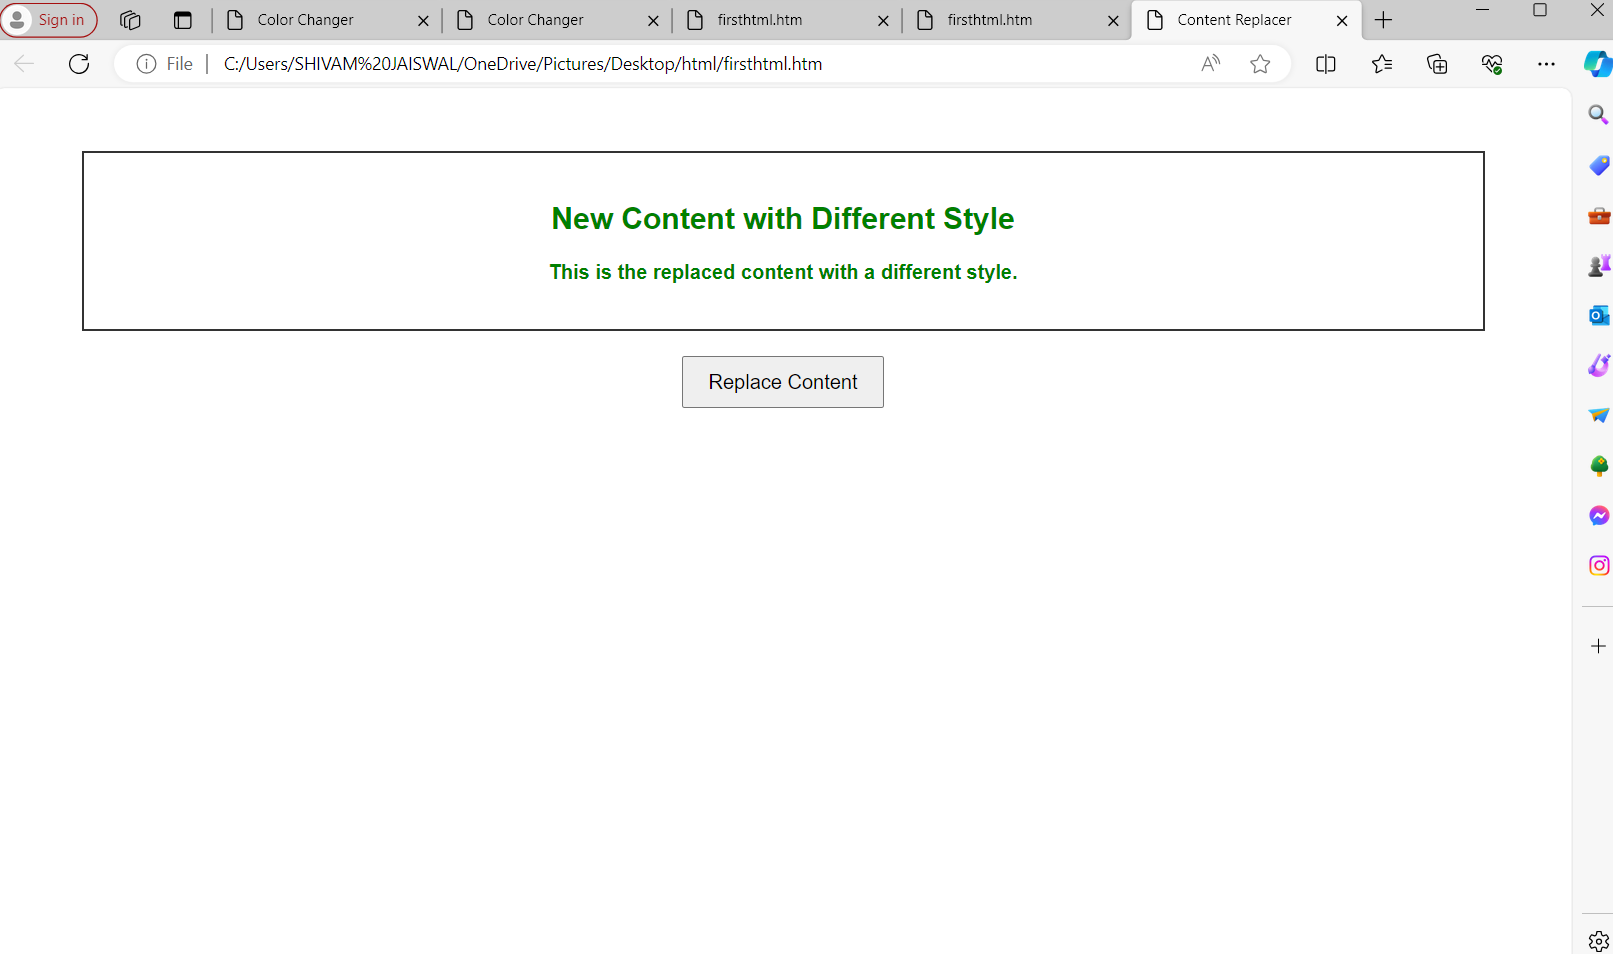 Sign in
Color Changer
Color Changer
firsthtml.htm
firsthtml.htm
Content Replacer
File
C:/Users/SHIVAM%20JAISWAL/OneDrive/Pictures/Desktop/html/firsthtml.htm
New Content with Different Style
This is the replaced content with a different style.
Replace Content